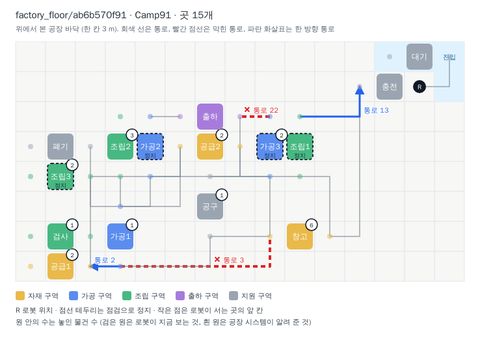 factory_floor/ab6b570f91 · Camp91 · 곳 15개
위에서 본 공장 바닥 (한 칸 3 m). 회색 선은 통로, 빨간 점선은 막힌 통로, 파란 화살표는 한 방향 통로
대기
충전
R
통로 13
출하
✕ 통로 22
폐기
조립2
3
가공2
공급2
2
가공3
2
조립1
조립3
2
공구
1
검사
1
가공1
1
창고
6
공급1
2
통로 2
✕ 통로 3
자재 구역
가공 구역
조립 구역
출하 구역
지원 구역
R 로봇 위치 · 점선 테두리는 점검으로 정지 · 작은 점은 로봇이 서는 곳의 앞 칸
원 안의 수는 놓인 물건 수 (검은 원은 로봇이 지금 보는 것, 흰 원은 공장 시스템이 알려 준 것)